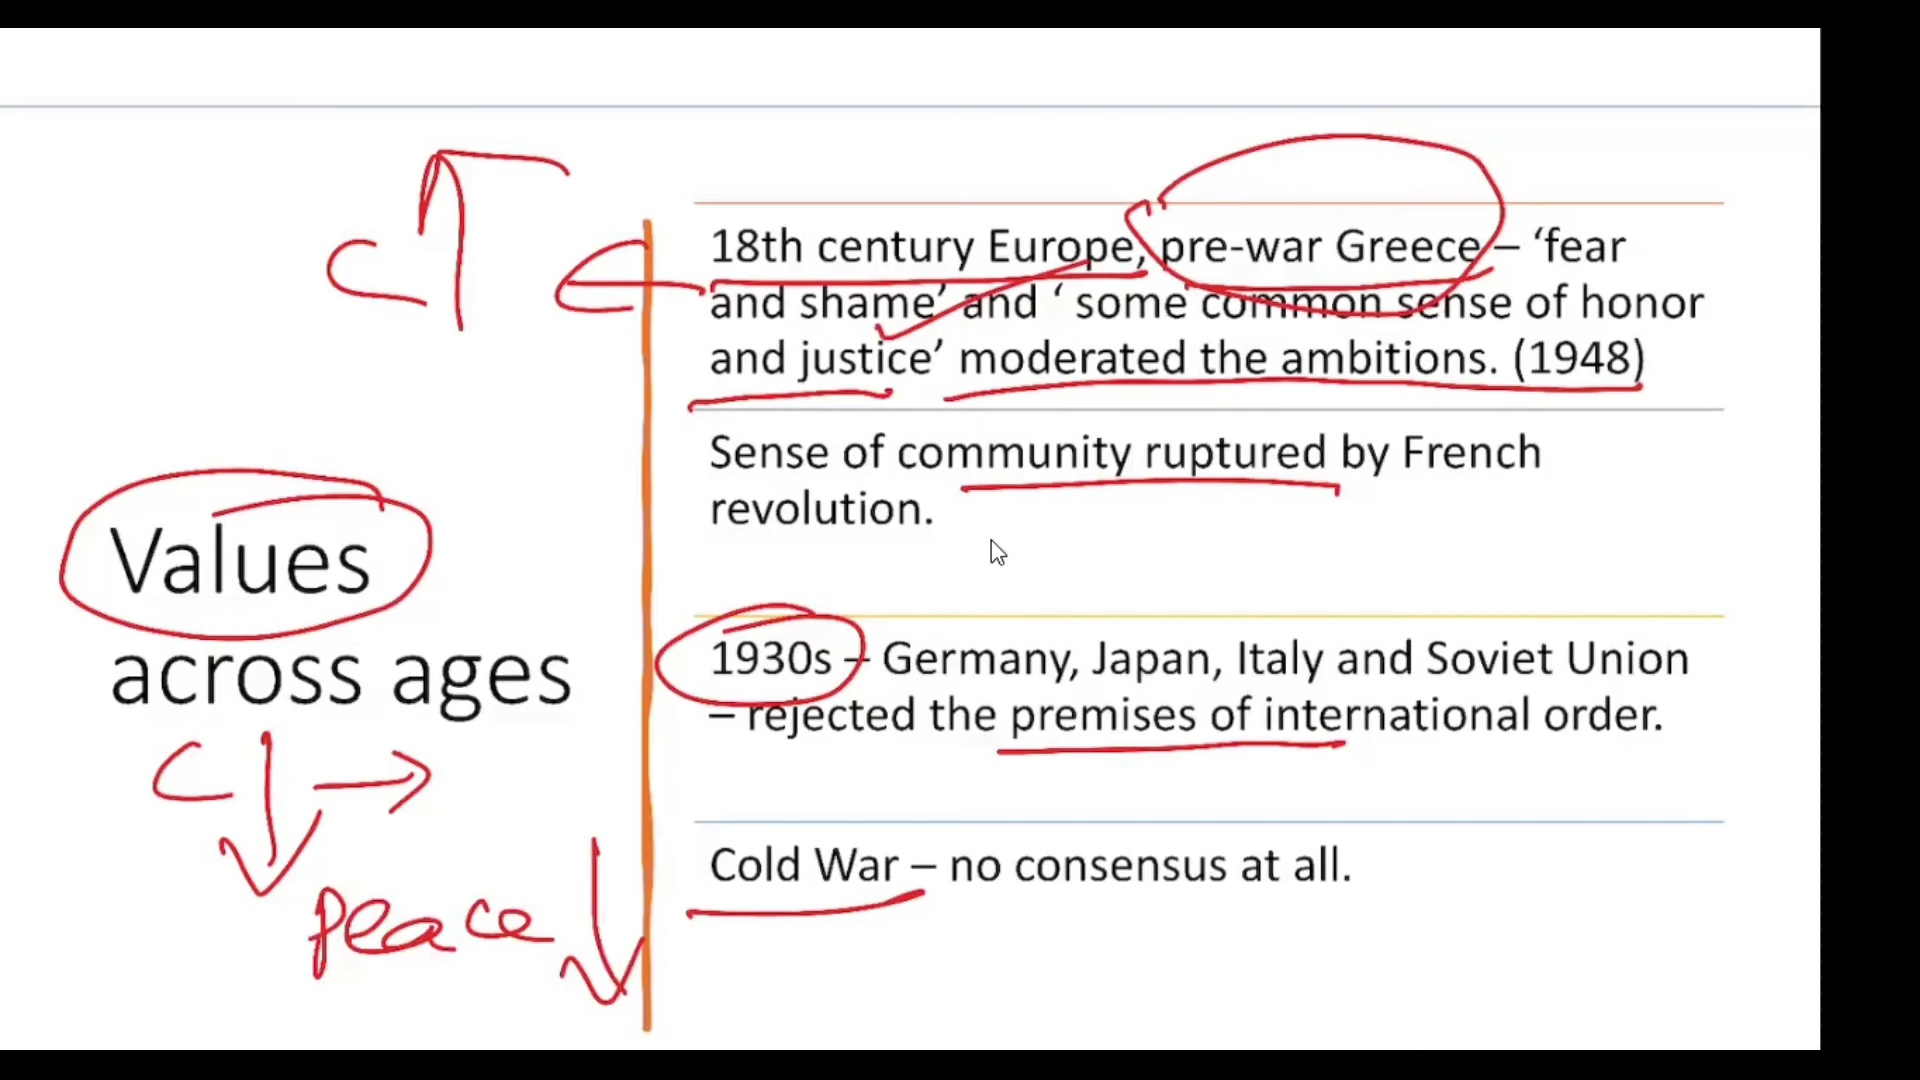 18th century Europe, pre-war Greece – ‘fear
and shame’ and ‘ some common sense of honor
and justice’ moderated the ambitions. (1948)
Sense of community ruptured by French
revolution.
Values
across ages
1930s – Germany, Japan, Italy and Soviet Union
– rejected the premises of international order.
Cold War – no consensus at all.
C
C
peace